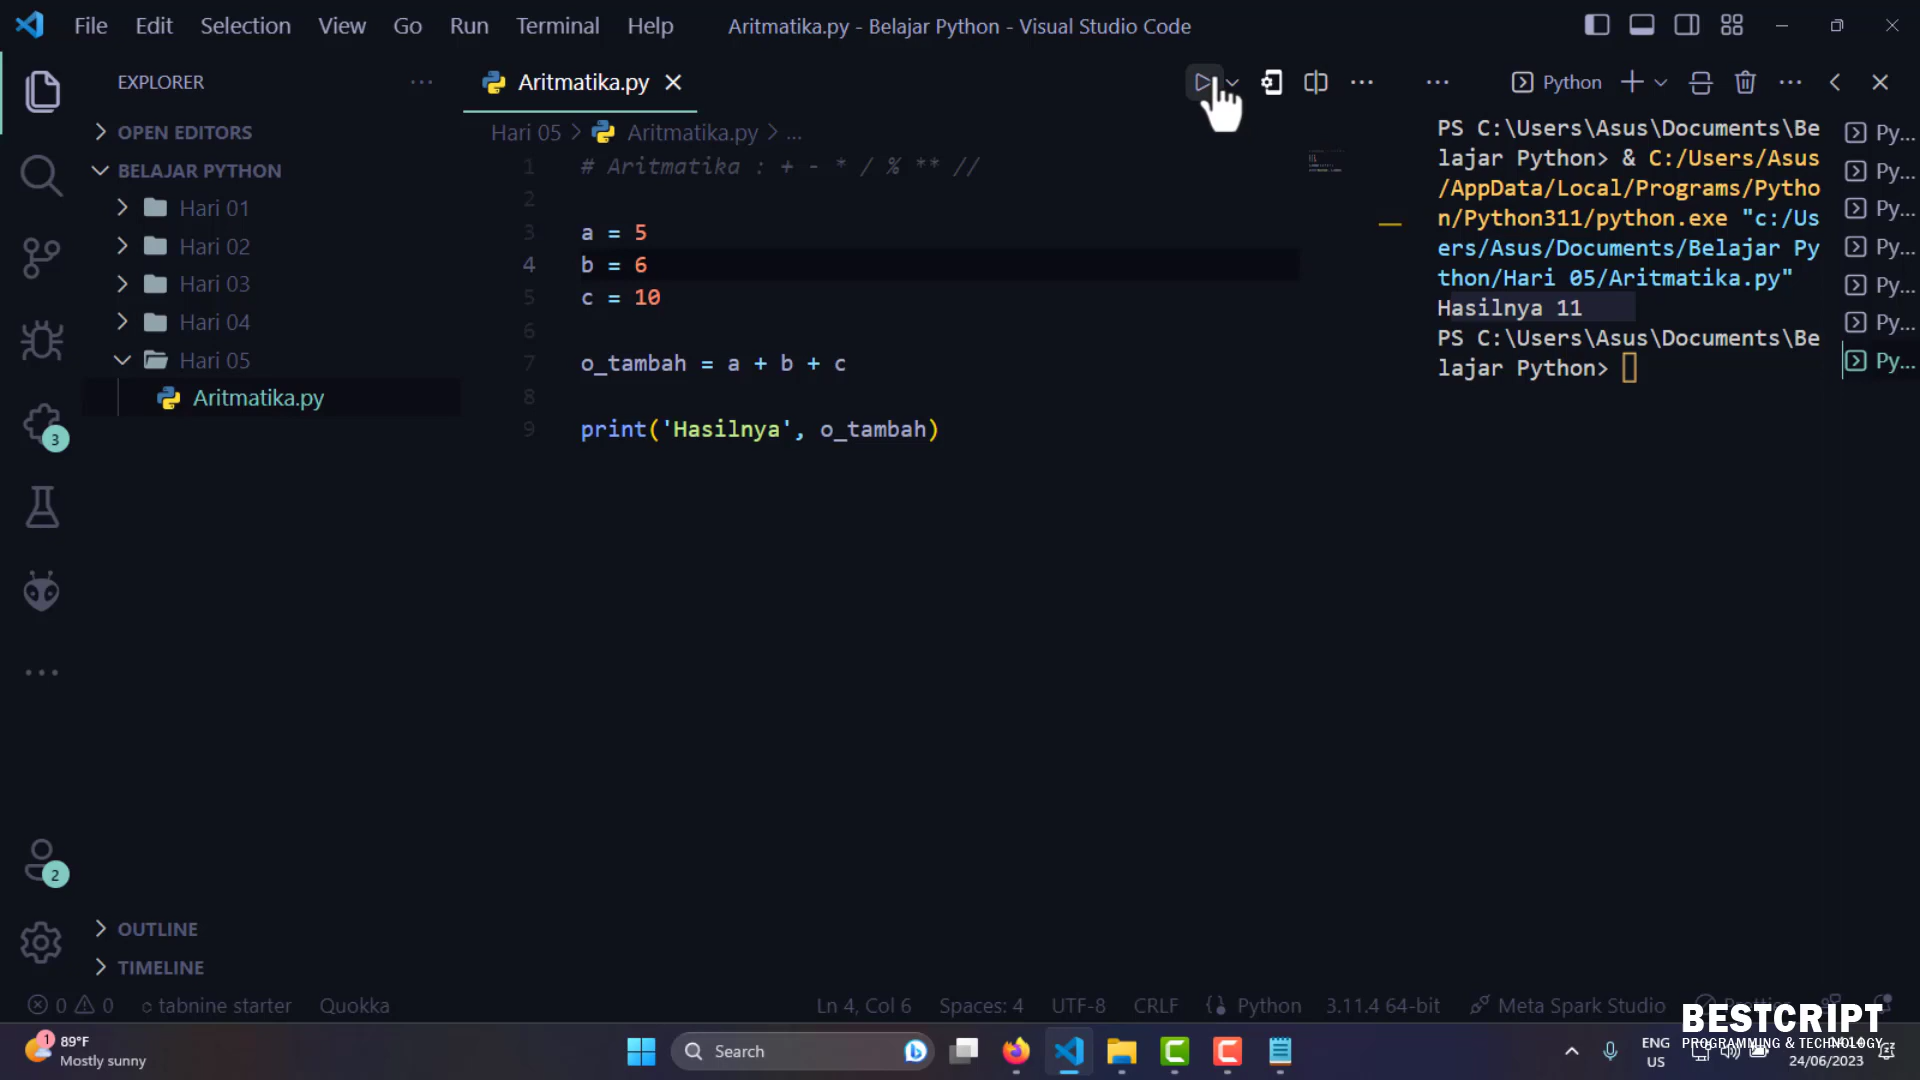 File Edit Selection View Go Run Terminal Help
Aritmatika.py - Belajar Python - Visual Studio Code
EXPLORER
OPEN EDITORS
BELAJAR PYTHON
Hari 01
Hari 02
Hari 03
Hari 04
Hari 05
Aritmatika.py
3
2
OUTLINE
TIMELINE
Aritmatika.py
Hari 05 > Aritmatika.py > ...
1 # Aritmatika : + - * / % ** //
2
3 a = 5
4 b = 6
5 c = 10
6
7 o_tambah = a + b + c
8
9 print('Hasilnya', o_tambah)
Python
PS C:\Users\Asus\Documents\Be
lajar Python> & C:/Users/Asus
/AppData/Local/Programs/Pytho
n/Python311/python.exe "c:/Us
ers/Asus/Documents/Belajar Py
thon/Hari 05/Aritmatika.py"
Hasilnya 11
PS C:\Users\Asus\Documents\Be
lajar Python>
Py...
Py...
Py...
Py...
Py...
Py...
Py...
0 0 tabnine starter Quokka
Ln 4, Col 6 Spaces: 4 UTF-8 CRLF Python 3.11.4 64-bit Meta Spark Studio
BESTCRIPT
PROGRAMMING & TECHNOLOGY
1
89°F
Mostly sunny
Search
ENG
US
24/06/2023